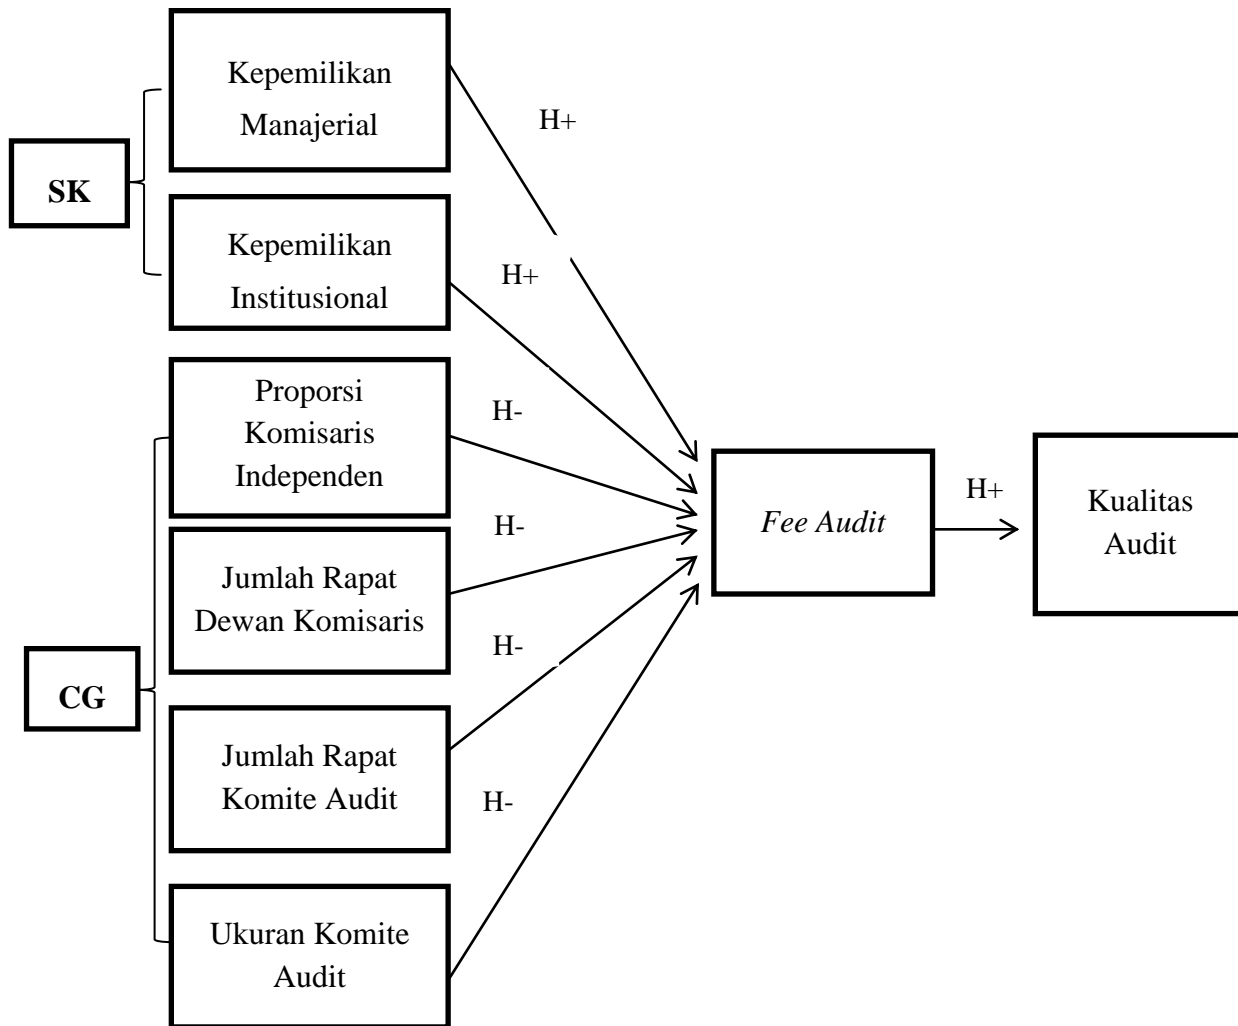 Kepemilikan
Manajerial
H+
SK
Kepemilikan
Institusional
H+
Proporsi
Komisaris
Independen
H-
Jumlah Rapat
Dewan Komisaris
H-
CG
Jumlah Rapat
Komite Audit
H-
Ukuran Komite
Audit
H-
Fee Audit
H+
Kualitas
Audit